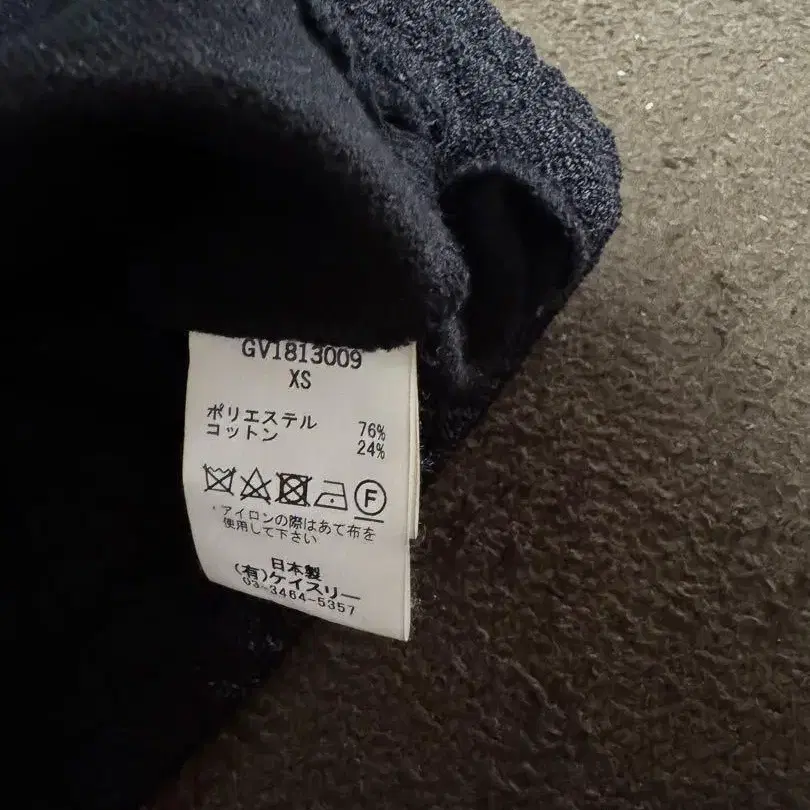 GV1813009
XS
ポリエステル 76%
コットン 24%
F
・アイロンの際はあて布を
使用して下さい
日本製
(有)ケイスリー
03-3464-5357